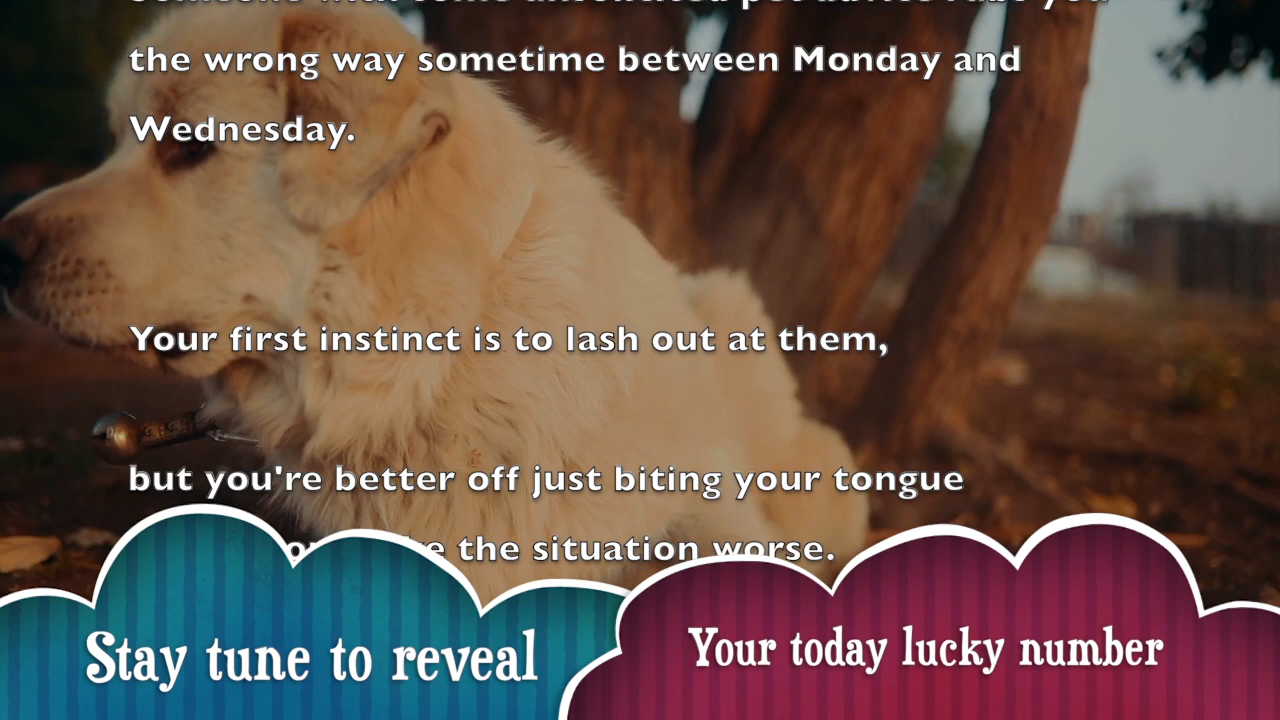 the wrong way sometime between Monday and
Wednesday.
Your first instinct is to lash out at them,
but you're better off just biting your tongue
the situation worse.
Stay tune to reveal
Your today lucky number